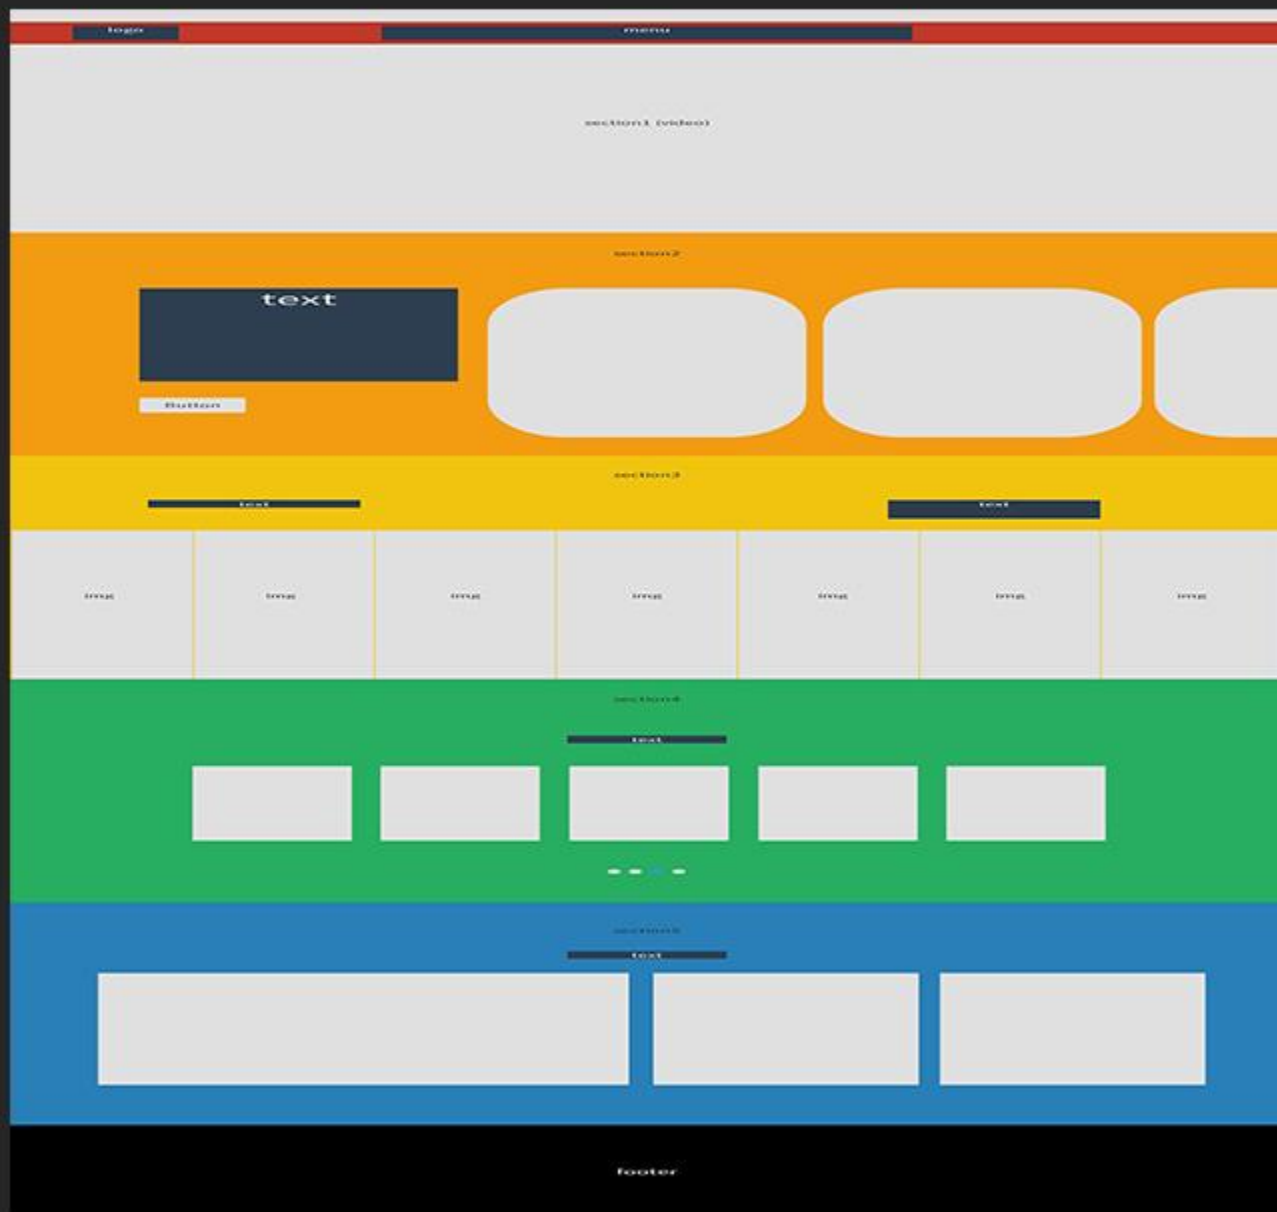 logo
menu
section1 (video)
section2
text
Button
section3
text
text
img
img
img
img
img
img
img
section4
text
section5
text
footer